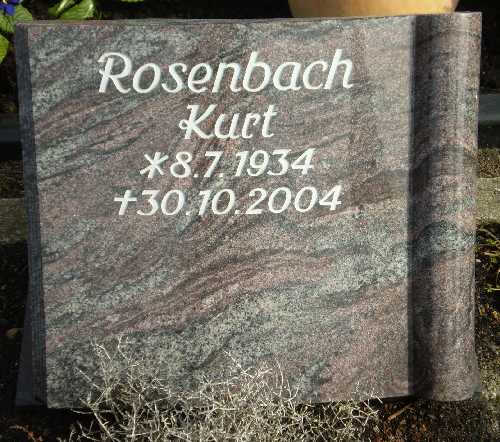 Rosenbach
Kurt
*8.7.1934
†30.10.2004